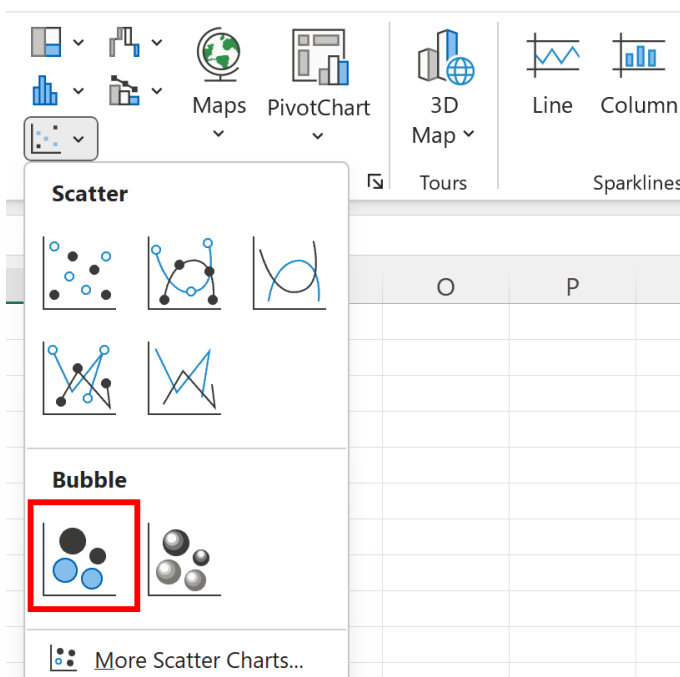 Maps
PivotChart
3D
Map
Line
Column
Tours
Sparklines
Scatter
O
P
Bubble
More Scatter Charts...